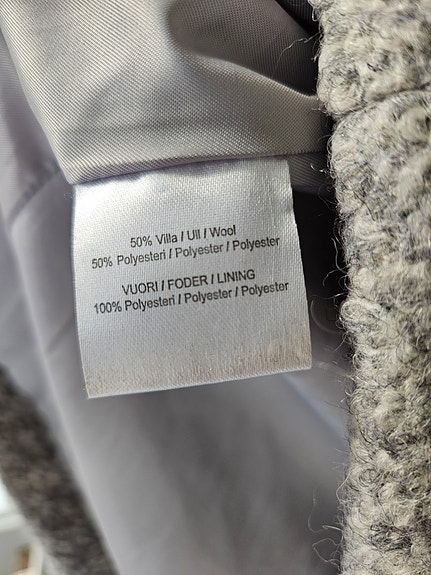 50% Villa / Ull / Wool
50% Polyesteri / Polyester / Polyester
VUORI / FODER / LINING
100% Polyesteri / Polyester / Polyester